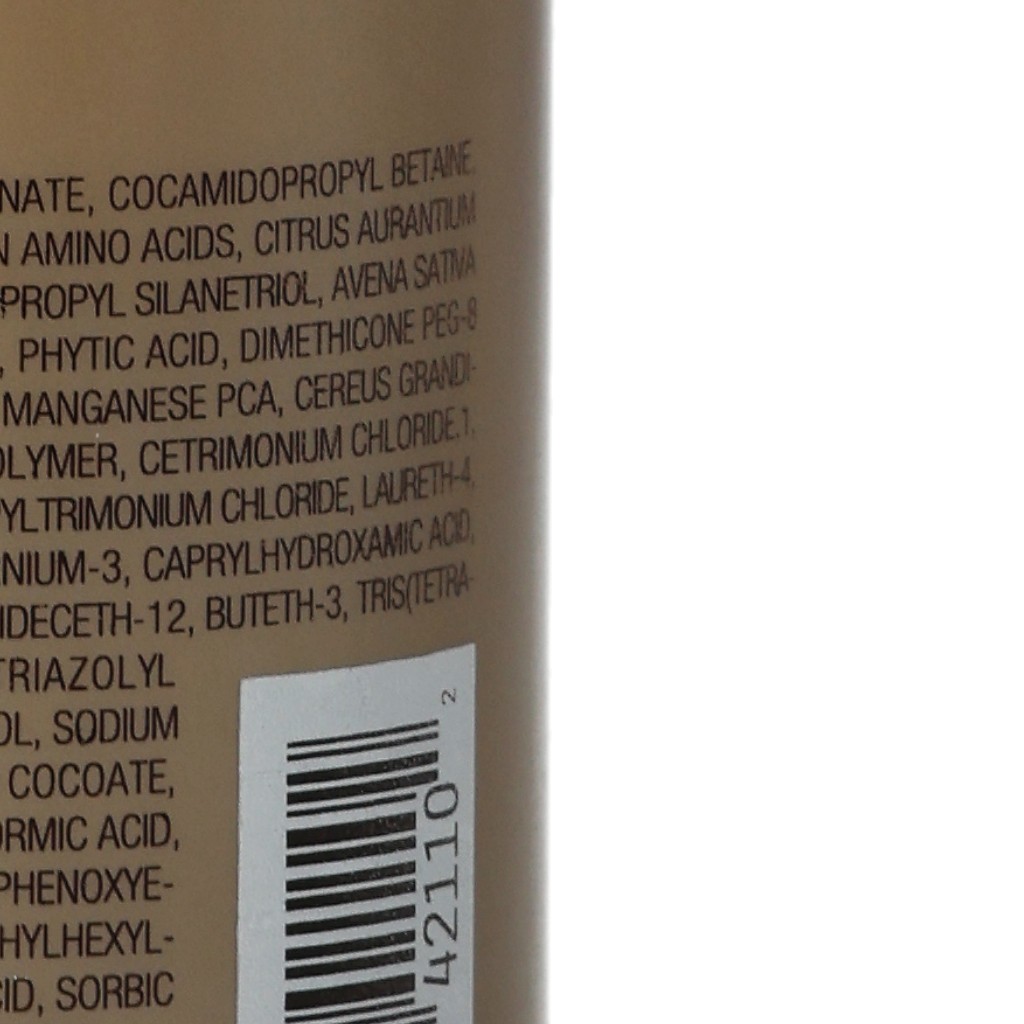 NATE, COCAMIDOPROPYL BETAINE,
N AMINO ACIDS, CITRUS AURANTIUM
PROPYL SILANETRIOL, AVENA SATIVA
, PHYTIC ACID, DIMETHICONE PEG-8
MANGANESE PCA, CEREUS GRANDI-
OLYMER, CETRIMONIUM CHLORIDE.1,
YLTRIMONIUM CHLORIDE, LAURETH-4,
NIUM-3, CAPRYLHYDROXAMIC ACID,
IDECETH-12, BUTETH-3, TRIS(TETRA-
TRIAZOLYL
OL, SODIUM
COCOATE,
ORMIC ACID,
PHENOXYE-
HYLHEXYL-
CID, SORBIC
42110 2